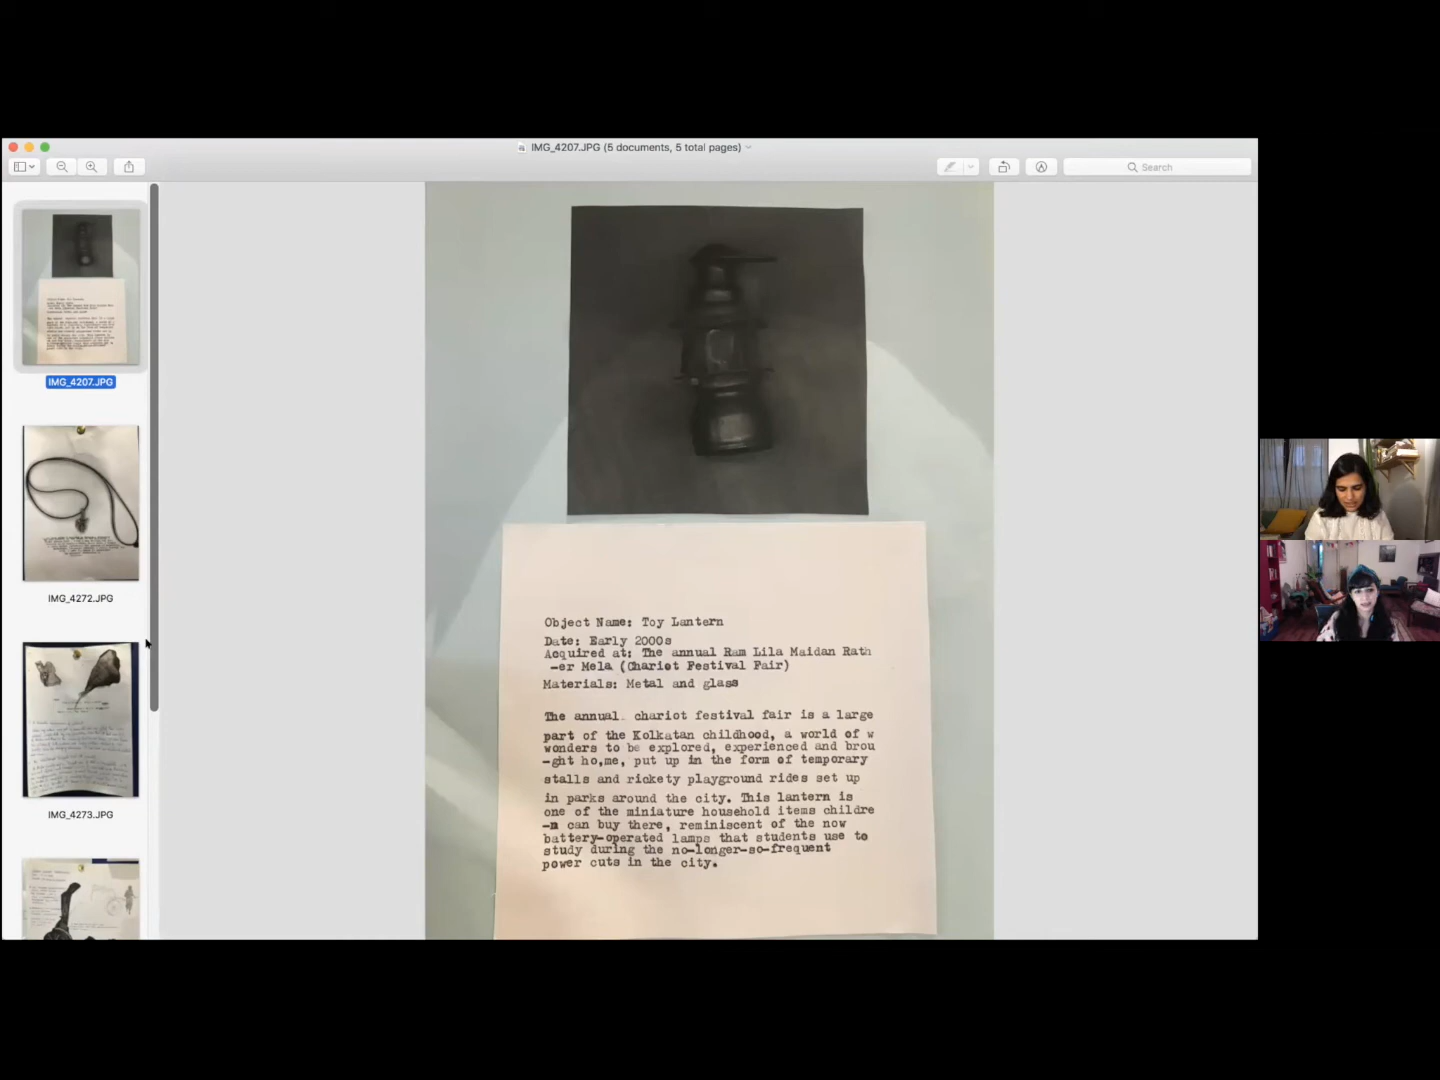 IMG_4207.JPG (5 documents, 5 total pages)
Search
IMG_4207.JPG
IMG_4272.JPG
IMG_4273.JPG
Object Name: Toy Lantern
Date: Early 2000s
Acquired at: The annual Ram Lila Maidan Rath
-er Mela (Chariot Festival Fair)
Materials: Metal and glass
The annual chariot festival fair is a large
part of the Kolkatan childhood, a world of w
wonders to be explored, experienced and brou
-ght ho,me, put up in the form of temporary
stalls and rickety playground rides set up
in parks around the city. This lantern is
one of the miniature household items childre
-n can buy there, reminiscent of the now
battery-operated lamps that students use to
study during the no-longer-so-frequent
power cuts in the city.